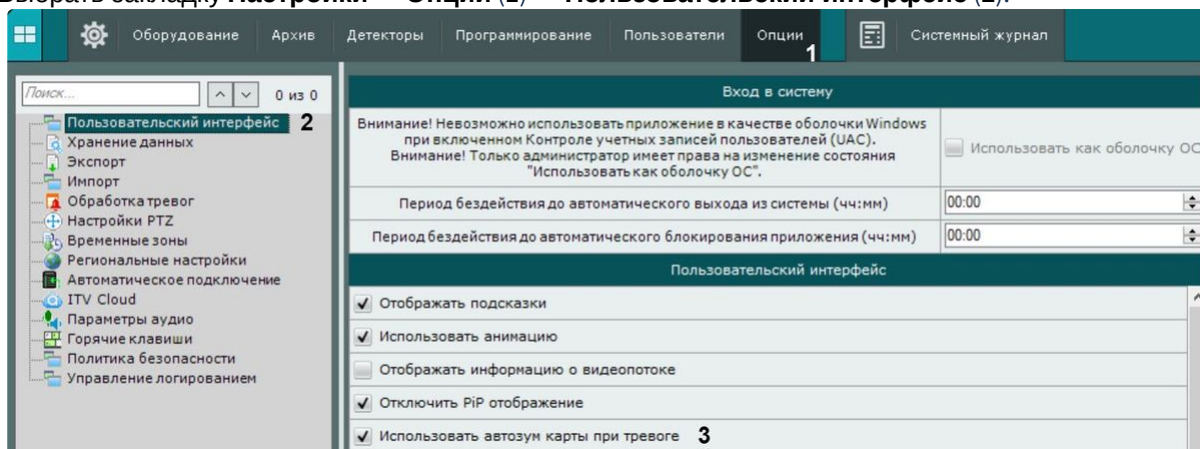 Выбрать закладку Настройки — Опции (1) — Пользовательский интерфейс (2).
Оборудование Архив Детекторы Программирование Пользователи Опции Системный журнал
1
Поиск... 0 из 0
Пользовательский интерфейс 2
Хранение данных
Экспорт
Импорт
Обработка тревог
Настройки PTZ
Временные зоны
Региональные настройки
Автоматическое подключение
ITV Cloud
Параметры аудио
Горячие клавиши
Политика безопасности
Управление логированием
Вход в систему
Внимание! Невозможно использовать приложение в качестве оболочки Windows
при включенном Контроле учетных записей пользователей (UAC).
Внимание! Только администратор имеет права на изменение состояния
"Использовать как оболочку ОС".
Использовать как оболочку ОС
Период бездействия до автоматического выхода из системы (чч:мм) 00:00
Период бездействия до автоматического блокирования приложения (чч:мм) 00:00
Пользовательский интерфейс
Отображать подсказки
Использовать анимацию
Отображать информацию о видеопотоке
Отключить PiP отображение
Использовать автозум карты при тревоге 3